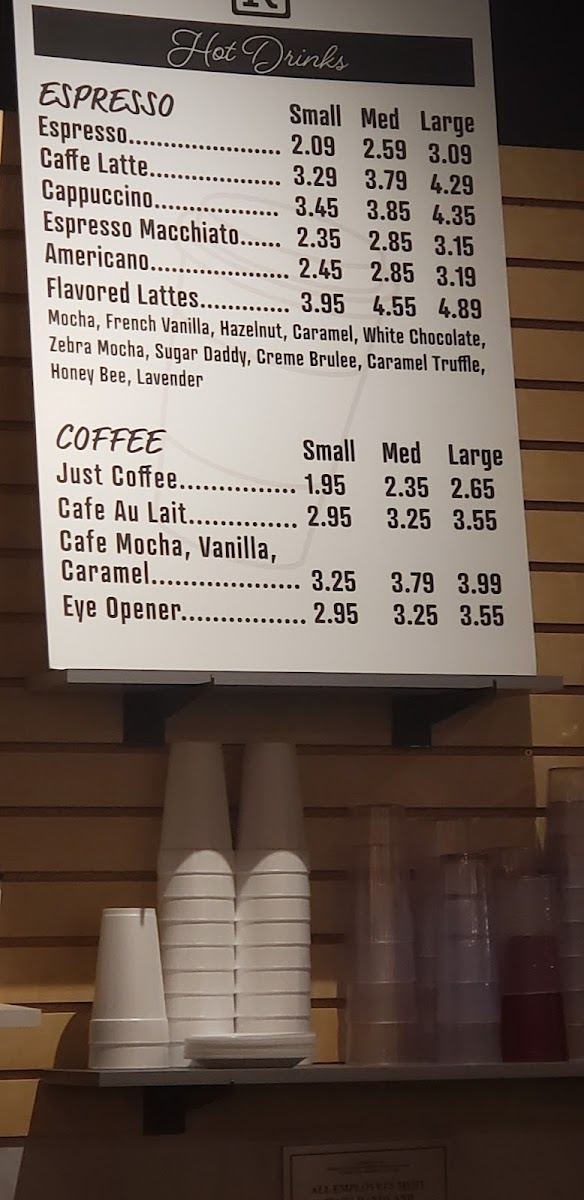 R
Hot Drinks
ESPRESSO Small Med Large
Espresso....................... 2.09 2.59 3.09
Caffe Latte.................... 3.29 3.79 4.29
Cappuccino................... 3.45 3.85 4.35
Espresso Macchiato...... 2.35 2.85 3.15
Americano..................... 2.45 2.85 3.19
Flavored Lattes............. 3.95 4.55 4.89
Mocha, French Vanilla, Hazelnut, Caramel, White Chocolate,
Zebra Mocha, Sugar Daddy, Creme Brulee, Caramel Truffle,
Honey Bee, Lavender
COFFEE Small Med Large
Just Coffee................ 1.95 2.35 2.65
Cafe Au Lait............... 2.95 3.25 3.55
Cafe Mocha, Vanilla,
Caramel..................... 3.25 3.79 3.99
Eye Opener................. 2.95 3.25 3.55
ALL EMPLOYEES MUST